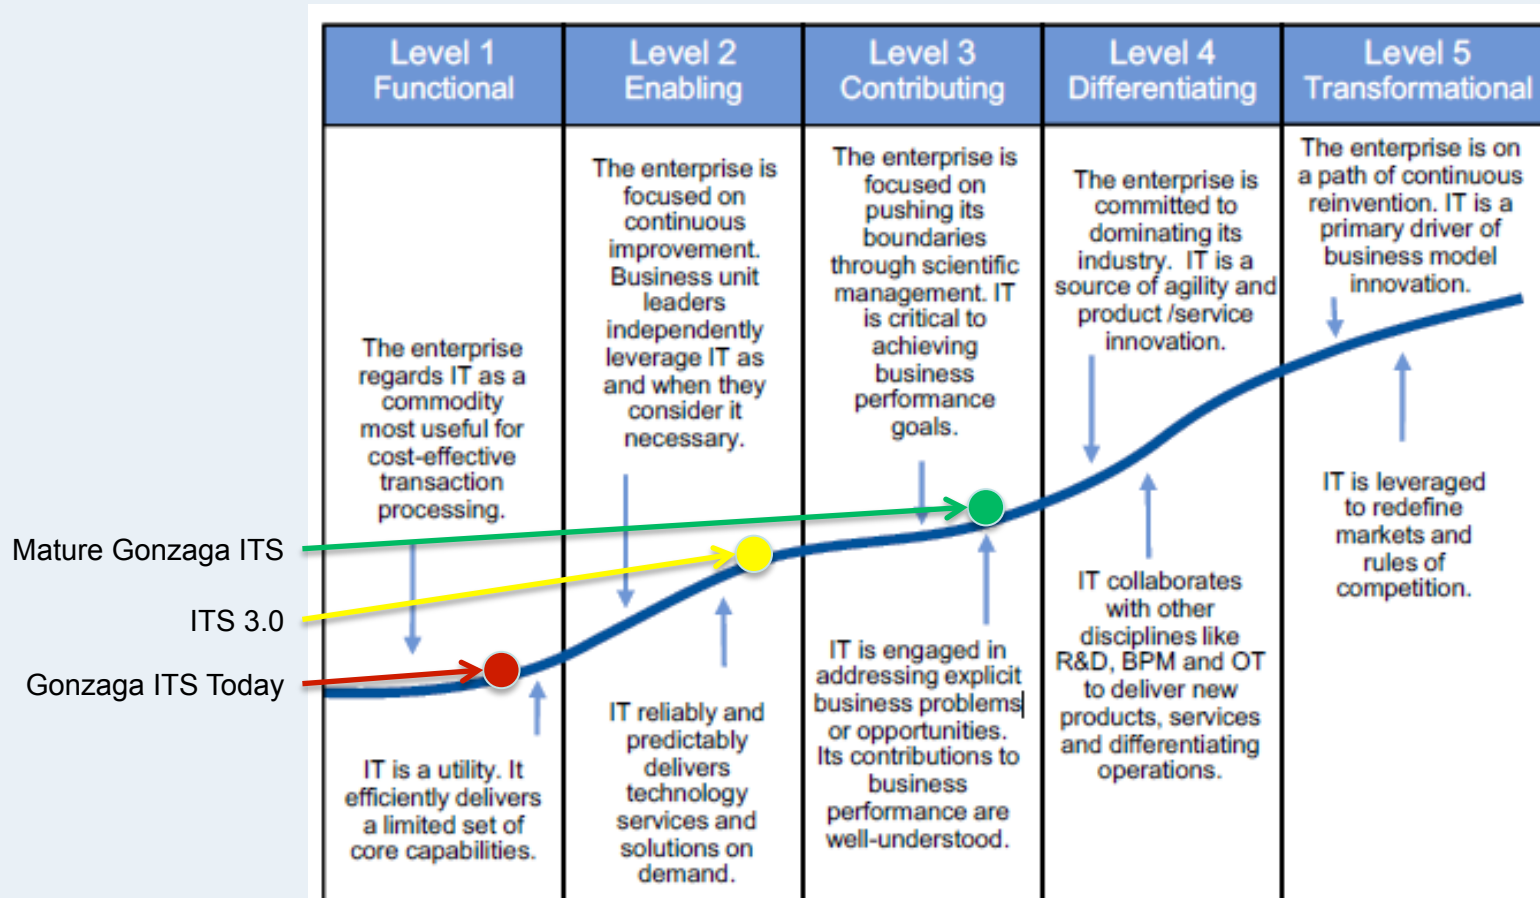 Level 1
Functional
Level 2
Enabling
Level 3
Contributing
Level 4
Differentiating
Level 5
Transformational
The enterprise
regards IT as a
commodity
most useful for
cost-effective
transaction
processing.
The enterprise is
focused on
continuous
improvement.
Business unit
leaders
independently
leverage IT as
and when they
consider it
necessary.
The enterprise is
focused on
pushing its
boundaries
through scientific
management. IT
is critical to
achieving
business
performance
goals.
The enterprise is
committed to
dominating its
industry. IT is a
source of agility and
product /service
innovation.
The enterprise is on
a path of continuous
reinvention. IT is a
primary driver of
business model
innovation.
Mature Gonzaga ITS
ITS 3.0
Gonzaga ITS Today
IT is a utility. It
efficiently delivers
a limited set of
core capabilities.
IT reliably and
predictably
delivers
technology
services and
solutions on
demand.
IT is engaged in
addressing explicit
business problems
or opportunities.
Its contributions to
business
performance are
well-understood.
IT collaborates
with other
disciplines like
R&D, BPM and OT
to deliver new
products, services
and differentiating
operations.
IT is leveraged
to redefine
markets and
rules of
competition.